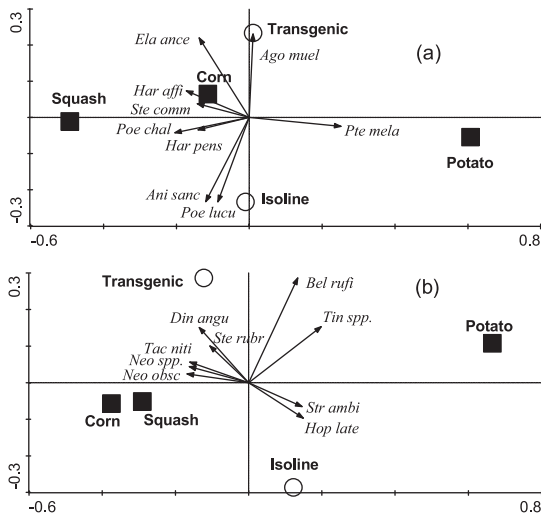 0.3
Transgenic
Ela ance
Ago muel
(a)
Corn
Har affi
Squash
Ste comm
Poe chal
Pte mela
Har pens
Potato
Ani sanc
Isoline
Poe lucu
-0.3
-0.6
0.8
0.3
Transgenic
Bel rufi
(b)
Din angu
Tin spp.
Ste rubr
Potato
Tac niti
Neo spp.
Neo obsc
Str ambi
Corn
Squash
Hop late
Isoline
-0.3
-0.6
0.8